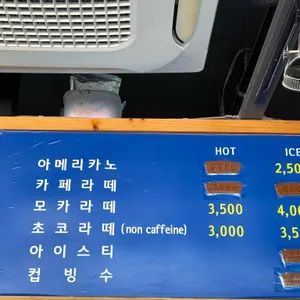 HOT ICE
아메리카노 2,50
카페라떼
모카라떼 3,500 4,00
초코라떼 (non caffeine) 3,000 3,5
아이스티
컵빙수